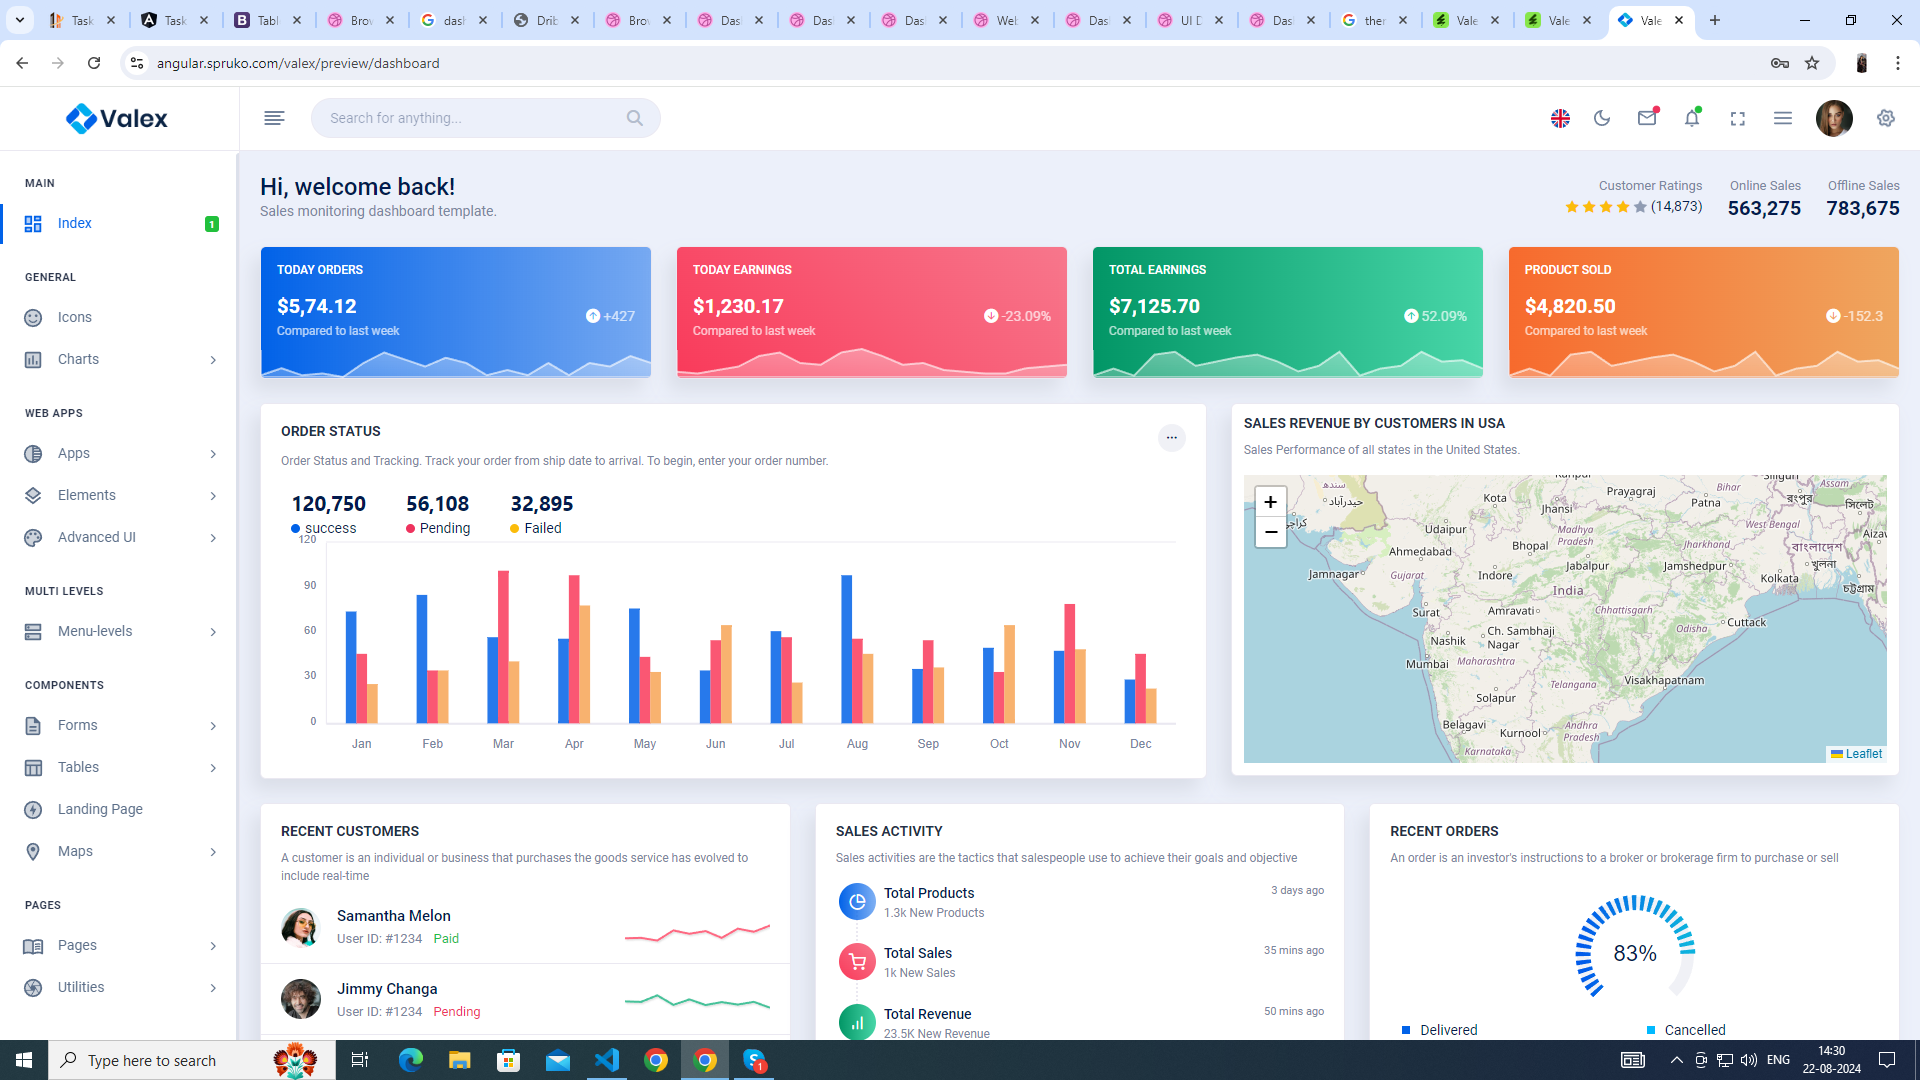 Task
Task
Table
Brow
dash
Drib
Brow
Das
Das
Das
Web
Das
UI D
Das
ther
Vale
Vale
Vale
angular.spruko.com/valex/preview/dashboard
Valex
Search for anything...
MAIN
Index
1
GENERAL
Icons
Charts
WEB APPS
Apps
Elements
Advanced UI
MULTI LEVELS
Menu-levels
COMPONENTS
Forms
Tables
Landing Page
Maps
PAGES
Pages
Utilities
Hi, welcome back!
Sales monitoring dashboard template.
Customer Ratings
(14,873)
Online Sales
563,275
Offline Sales
783,675
TODAY ORDERS
$5,74.12
Compared to last week
+427
TODAY EARNINGS
$1,230.17
Compared to last week
-23.09%
TOTAL EARNINGS
$7,125.70
Compared to last week
52.09%
PRODUCT SOLD
$4,820.50
Compared to last week
-152.3
ORDER STATUS
...
Order Status and Tracking. Track your order from ship date to arrival. To begin, enter your order number.
120,750 56,108 32,895
success Pending Failed
120
90
60
30
0
Jan Feb Mar Apr May Jun Jul Aug Sep Oct Nov Dec
SALES REVENUE BY CUSTOMERS IN USA
Sales Performance of all states in the United States.
+
−
سنڌ
حیدرآباد
کراچی
Kota
Prayagraj
Bihar
Patna
রংপুর
Assam
সিলেট
Jhansi
Udaipur
Madhya
Pradesh
West Bengal
Bhopal
Jharkhand
Ahmedabad
বাংলাদেশ
খুলনা
Jamnagar
Gujarat
Indore
Jabalpur
Jamshedpur
Kolkata
চট্টগ্রাম
India
Surat
Amravati
Chhattisgarh
Cuttack
Nashik
Ch. Sambhaji
Nagar
Odisha
Mumbai
Maharashtra
Visakhapatnam
Solapur
Telangana
Belagavi
Kurnool
Andhra
Pradesh
Karnataka
Leaflet
RECENT CUSTOMERS
A customer is an individual or business that purchases the goods service has evolved to
include real-time
Samantha Melon
User ID: #1234 Paid
Jimmy Changa
User ID: #1234 Pending
SALES ACTIVITY
Sales activities are the tactics that salespeople use to achieve their goals and objective
Total Products
3 days ago
1.3k New Products
Total Sales
35 mins ago
1k New Sales
Total Revenue
50 mins ago
23.5K New Revenue
RECENT ORDERS
An order is an investor's instructions to a broker or brokerage firm to purchase or sell
83%
Delivered
Cancelled
Type here to search
1
ENG
14:30
22-08-2024